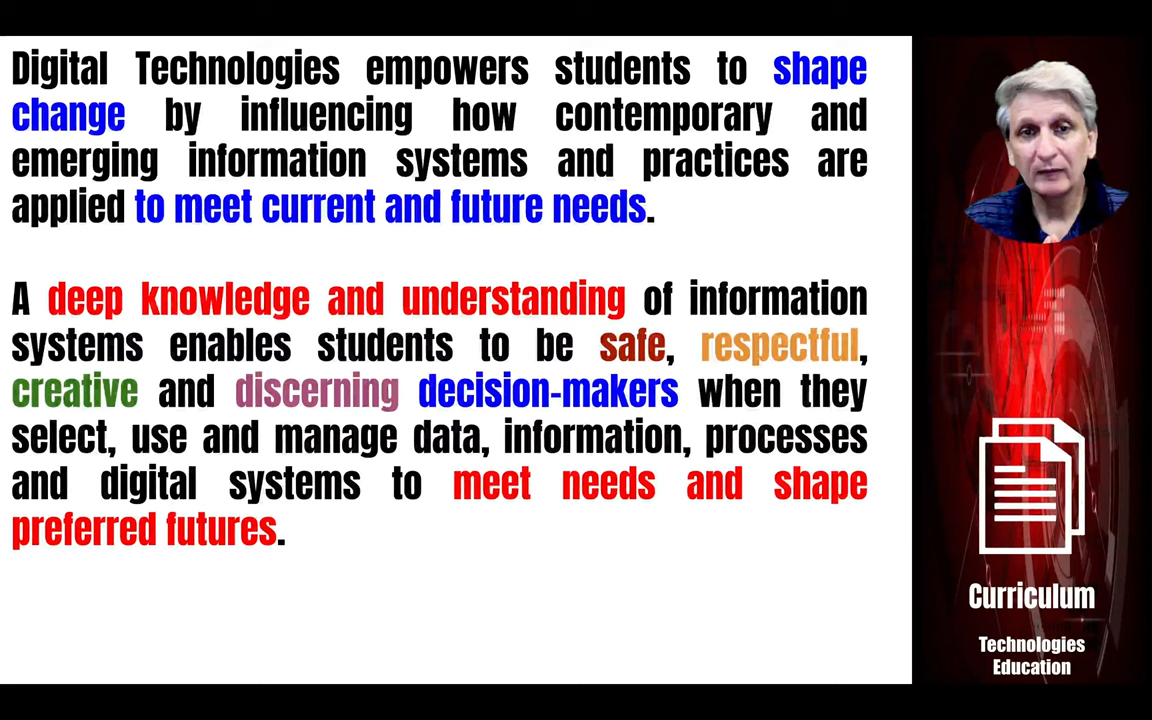 Digital Technologies empowers students to shape
change by influencing how contemporary and
emerging information systems and practices are
applied to meet current and future needs.
A deep knowledge and understanding of information
systems enables students to be safe, respectful,
creative and discerning decision-makers when they
select, use and manage data, information, processes
and digital systems to meet needs and shape
preferred futures.
Curriculum
Technologies
Education